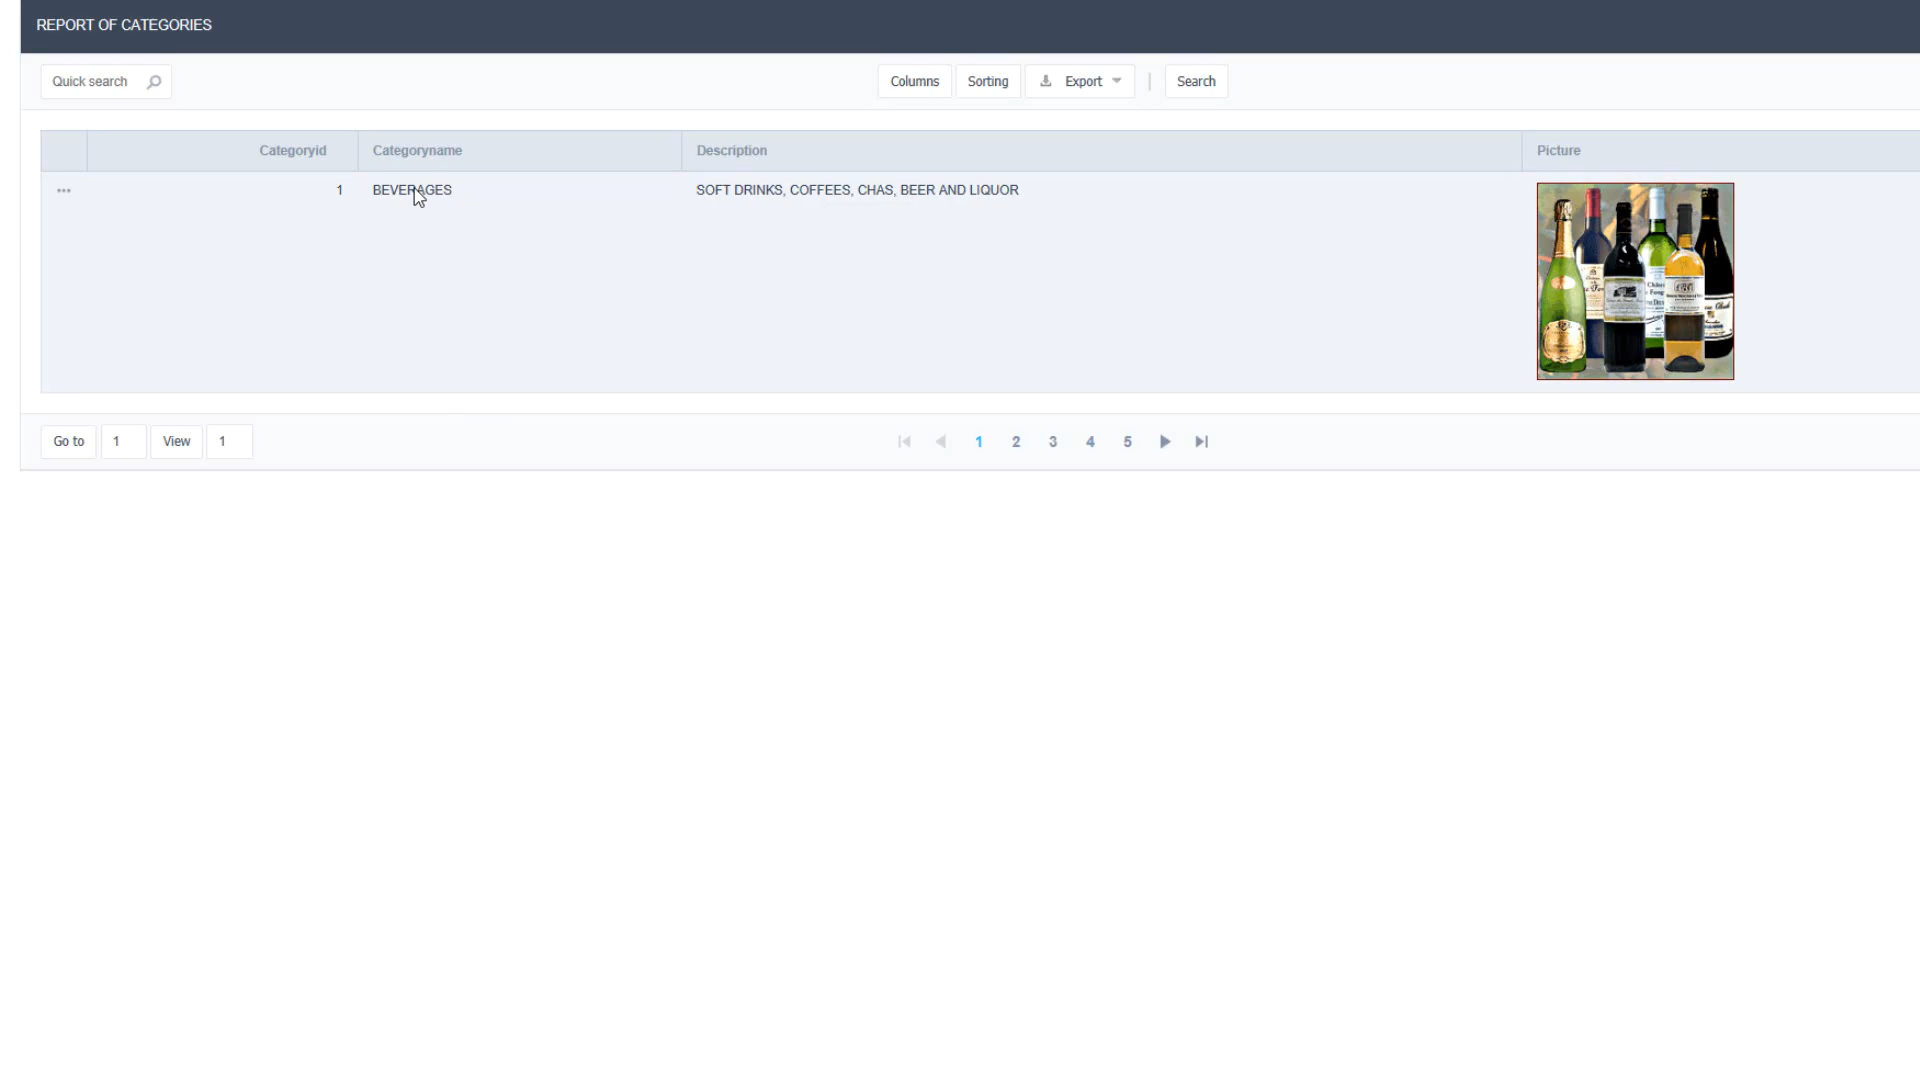 REPORT OF CATEGORIES
Quick search
Columns Sorting Export | Search
Categoryid Categoryname Description Picture
1 BEVERAGES SOFT DRINKS, COFFEES, CHAS, BEER AND LIQUOR
Go to 1 View 1 1 2 3 4 5